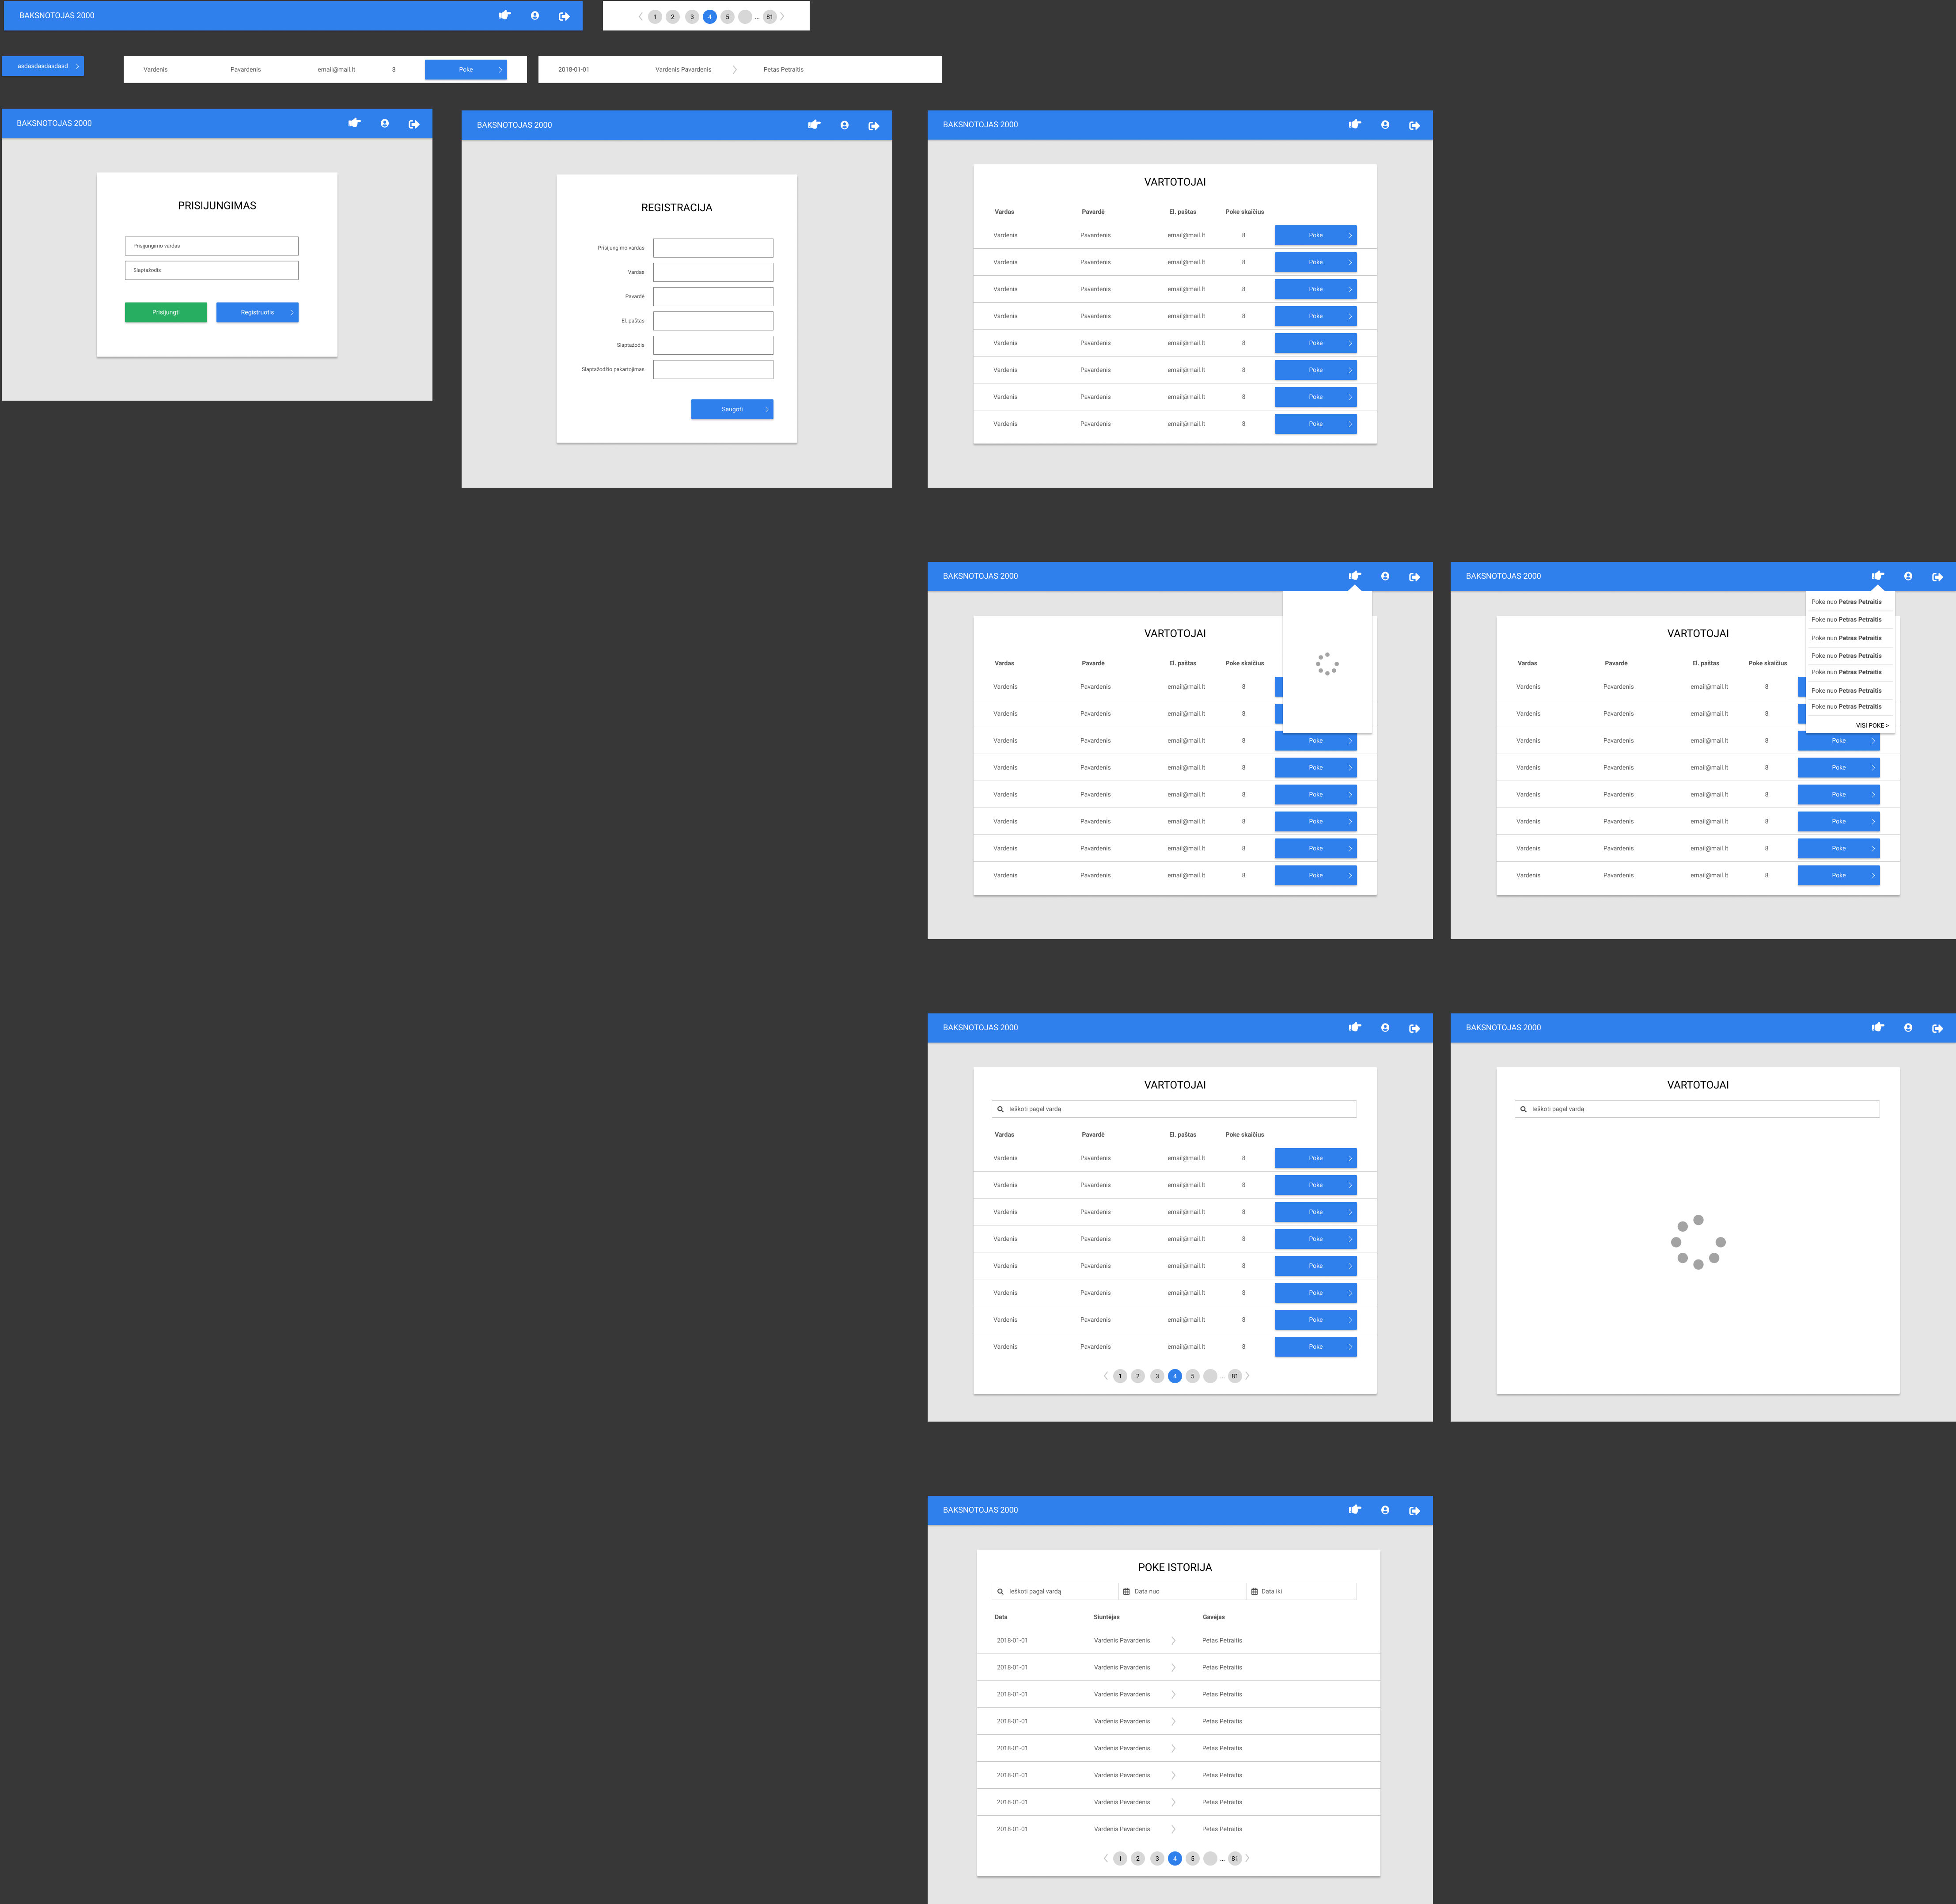 BAKSNOTOJAS 2000
1 2 3 4 5 ... 81
asdasdasdasdasd
Vardenis Pavardenis email@mail.lt 8 Poke
2018-01-01 Vardenis Pavardenis Petas Petraitis
BAKSNOTOJAS 2000
PRISIJUNGIMAS
Prisijungimo vardas
Slaptažodis
Prisijungti Registruotis
BAKSNOTOJAS 2000
REGISTRACIJA
Prisijungimo vardas
Vardas
Pavardė
El. paštas
Slaptažodis
Slaptažodžio pakartojimas
Saugoti
BAKSNOTOJAS 2000
VARTOTOJAI
Vardas Pavardė El. paštas Poke skaičius
Vardenis Pavardenis email@mail.lt 8 Poke
Vardenis Pavardenis email@mail.lt 8 Poke
Vardenis Pavardenis email@mail.lt 8 Poke
Vardenis Pavardenis email@mail.lt 8 Poke
Vardenis Pavardenis email@mail.lt 8 Poke
Vardenis Pavardenis email@mail.lt 8 Poke
Vardenis Pavardenis email@mail.lt 8 Poke
Vardenis Pavardenis email@mail.lt 8 Poke
BAKSNOTOJAS 2000
VARTOTOJAI
Vardas Pavardė El. paštas Poke skaičius
Vardenis Pavardenis email@mail.lt 8
Vardenis Pavardenis email@mail.lt 8
Vardenis Pavardenis email@mail.lt 8 Poke
Vardenis Pavardenis email@mail.lt 8 Poke
Vardenis Pavardenis email@mail.lt 8 Poke
Vardenis Pavardenis email@mail.lt 8 Poke
Vardenis Pavardenis email@mail.lt 8 Poke
Vardenis Pavardenis email@mail.lt 8 Poke
BAKSNOTOJAS 2000
Poke nuo Petras Petraitis
Poke nuo Petras Petraitis
Poke nuo Petras Petraitis
Poke nuo Petras Petraitis
Poke nuo Petras Petraitis
Poke nuo Petras Petraitis
Poke nuo Petras Petraitis
VISI POKE »
VARTOTOJAI
Vardas Pavardė El. paštas Poke skaičius
Vardenis Pavardenis email@mail.lt 8
Vardenis Pavardenis email@mail.lt 8
Vardenis Pavardenis email@mail.lt 8 Poke
Vardenis Pavardenis email@mail.lt 8 Poke
Vardenis Pavardenis email@mail.lt 8 Poke
Vardenis Pavardenis email@mail.lt 8 Poke
Vardenis Pavardenis email@mail.lt 8 Poke
Vardenis Pavardenis email@mail.lt 8 Poke
BAKSNOTOJAS 2000
VARTOTOJAI
Ieškoti pagal vardą
Vardas Pavardė El. paštas Poke skaičius
Vardenis Pavardenis email@mail.lt 8 Poke
Vardenis Pavardenis email@mail.lt 8 Poke
Vardenis Pavardenis email@mail.lt 8 Poke
Vardenis Pavardenis email@mail.lt 8 Poke
Vardenis Pavardenis email@mail.lt 8 Poke
Vardenis Pavardenis email@mail.lt 8 Poke
Vardenis Pavardenis email@mail.lt 8 Poke
Vardenis Pavardenis email@mail.lt 8 Poke
1 2 3 4 5 ... 81
BAKSNOTOJAS 2000
VARTOTOJAI
Ieškoti pagal vardą
BAKSNOTOJAS 2000
POKE ISTORIJA
Ieškoti pagal vardą Data nuo Data iki
Data Siuntėjas Gavėjas
2018-01-01 Vardenis Pavardenis Petas Petraitis
2018-01-01 Vardenis Pavardenis Petas Petraitis
2018-01-01 Vardenis Pavardenis Petas Petraitis
2018-01-01 Vardenis Pavardenis Petas Petraitis
2018-01-01 Vardenis Pavardenis Petas Petraitis
2018-01-01 Vardenis Pavardenis Petas Petraitis
2018-01-01 Vardenis Pavardenis Petas Petraitis
2018-01-01 Vardenis Pavardenis Petas Petraitis
1 2 3 4 5 ... 81